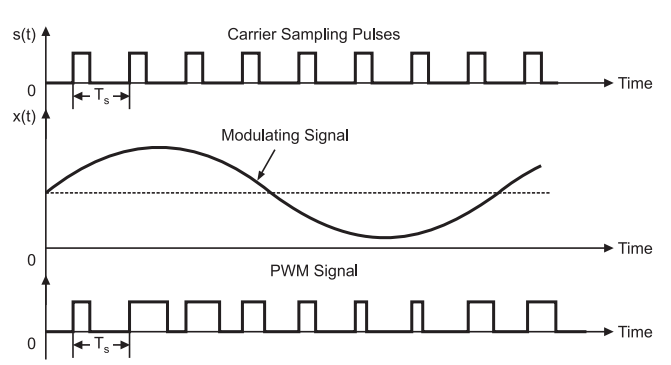 s(t)
Carrier Sampling Pulses
0
Time
Ts
x(t)
Modulating Signal
0
Time
PWM Signal
0
Time
Ts